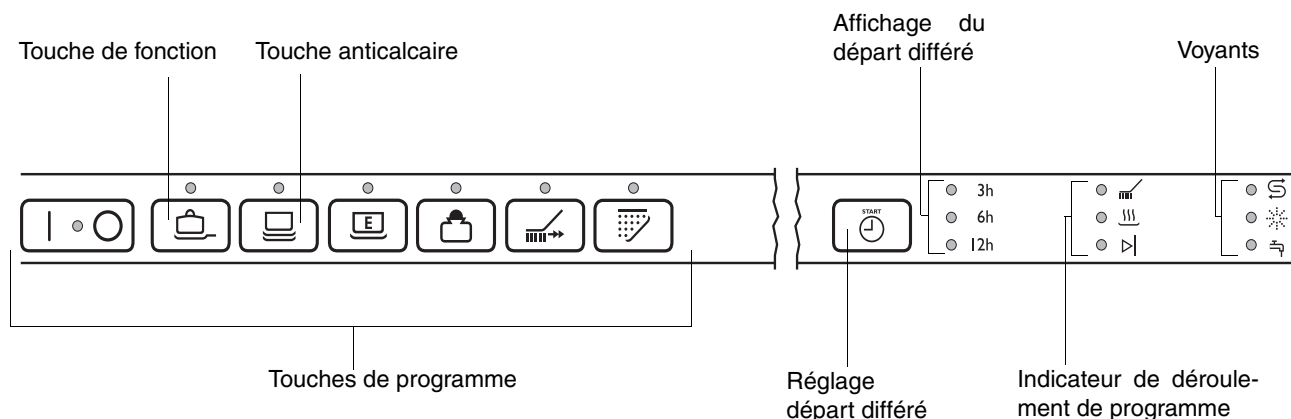 Affichage du
départ différé
Touche de fonction
Touche anticalcaire
Voyants
E
START
3h
6h
12h
Touches de programme
Réglage
départ différé
Indicateur de déroule-
ment de programme